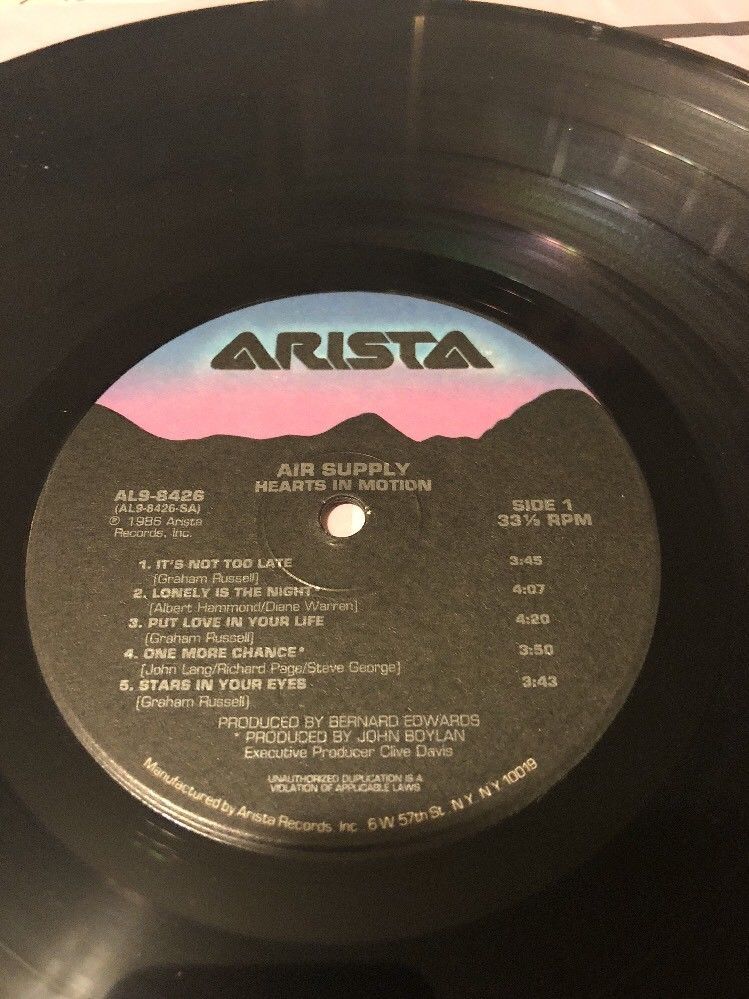 ARISTA
AIR SUPPLY
HEARTS IN MOTION
AL9-8426
(AL9-8426-SA)
℗ 1986 Arista
Records, Inc.
SIDE 1
33⅓ RPM
1. IT'S NOT TOO LATE 3:45
[Graham Russell]
2. LONELY IS THE NIGHT* 4:07
[Albert Hammond/Diane Warren]
3. PUT LOVE IN YOUR LIFE 4:20
(Graham Russell)
4. ONE MORE CHANCE* 3:50
[John Lang/Richard Page/Steve George]
5. STARS IN YOUR EYES 3:43
(Graham Russell)
PRODUCED BY BERNARD EDWARDS
* PRODUCED BY JOHN BOYLAN
Executive Producer Clive Davis
UNAUTHORIZED DUPLICATION IS A
VIOLATION OF APPLICABLE LAWS
Manufactured by Arista Records, Inc. 6 W 57th St. N.Y. N.Y. 10019